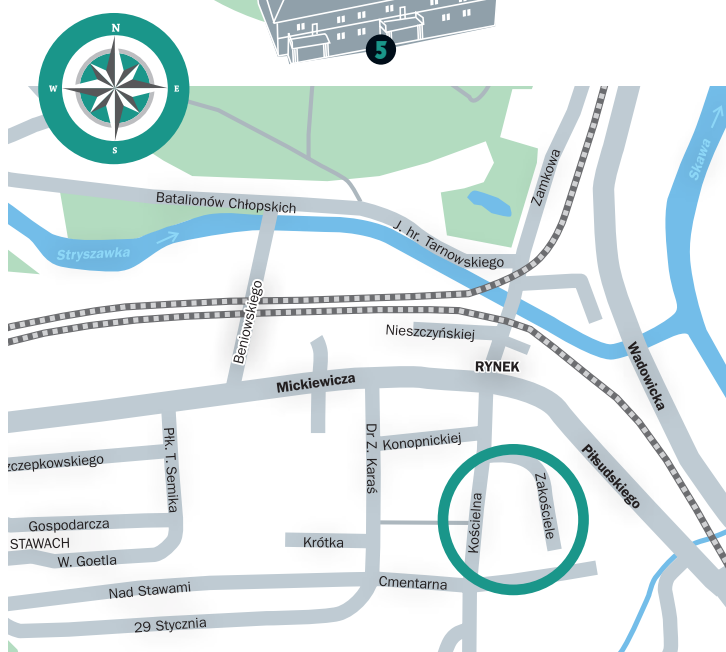 5
N
W
E
S
Skawa
Zamkowa
Batalionów Chłopskich
J. hr. Tarnowskiego
Stryszawka
Beniowskiego
Nieszczyńskiej
RYNEK
Wadowicka
Mickiewicza
Płk. T. Semika
Dr Z. Karaś
Konopnickiej
Piłsudskiego
zczepkowskiego
Kościelna
Zakościele
Gospodarcza
STAWACH
W. Goetla
Krótka
Nad Stawami
Cmentarna
29 Stycznia